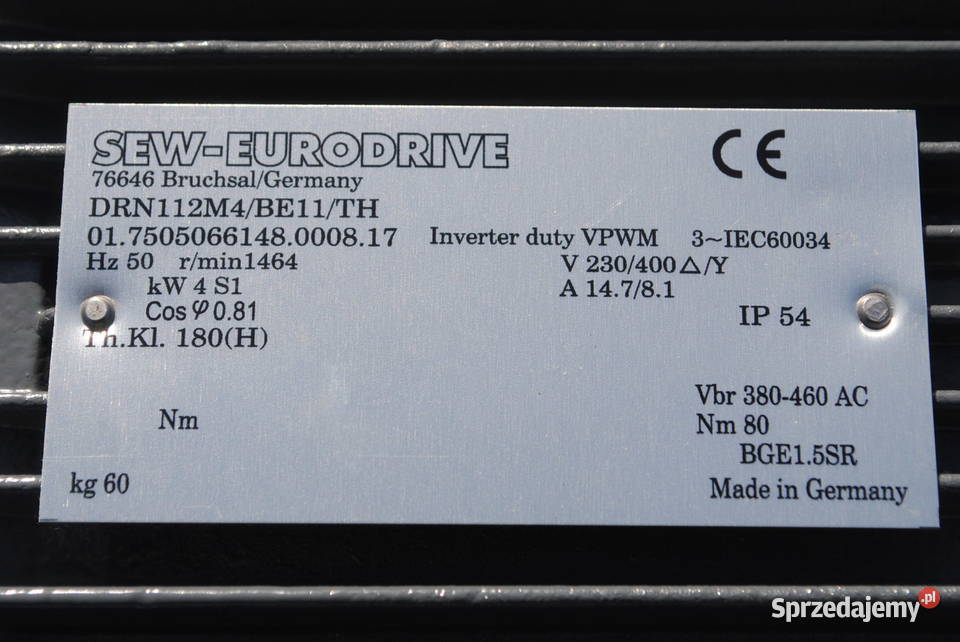 SEW-EURODRIVE CE
76646 Bruchsal/Germany
DRN112M4/BE11/TH
01.7505066148.0008.17 Inverter duty VPWM 3~IEC60034
Hz 50 r/min1464 V 230/400△/Y
kW 4 S1 A 14.7/8.1
Cos φ 0.81 IP 54
Th.Kl. 180(H)
Vbr 380-460 AC
Nm Nm 80
BGE1.5SR
kg 60 Made in Germany
Sprzedajemy.pl